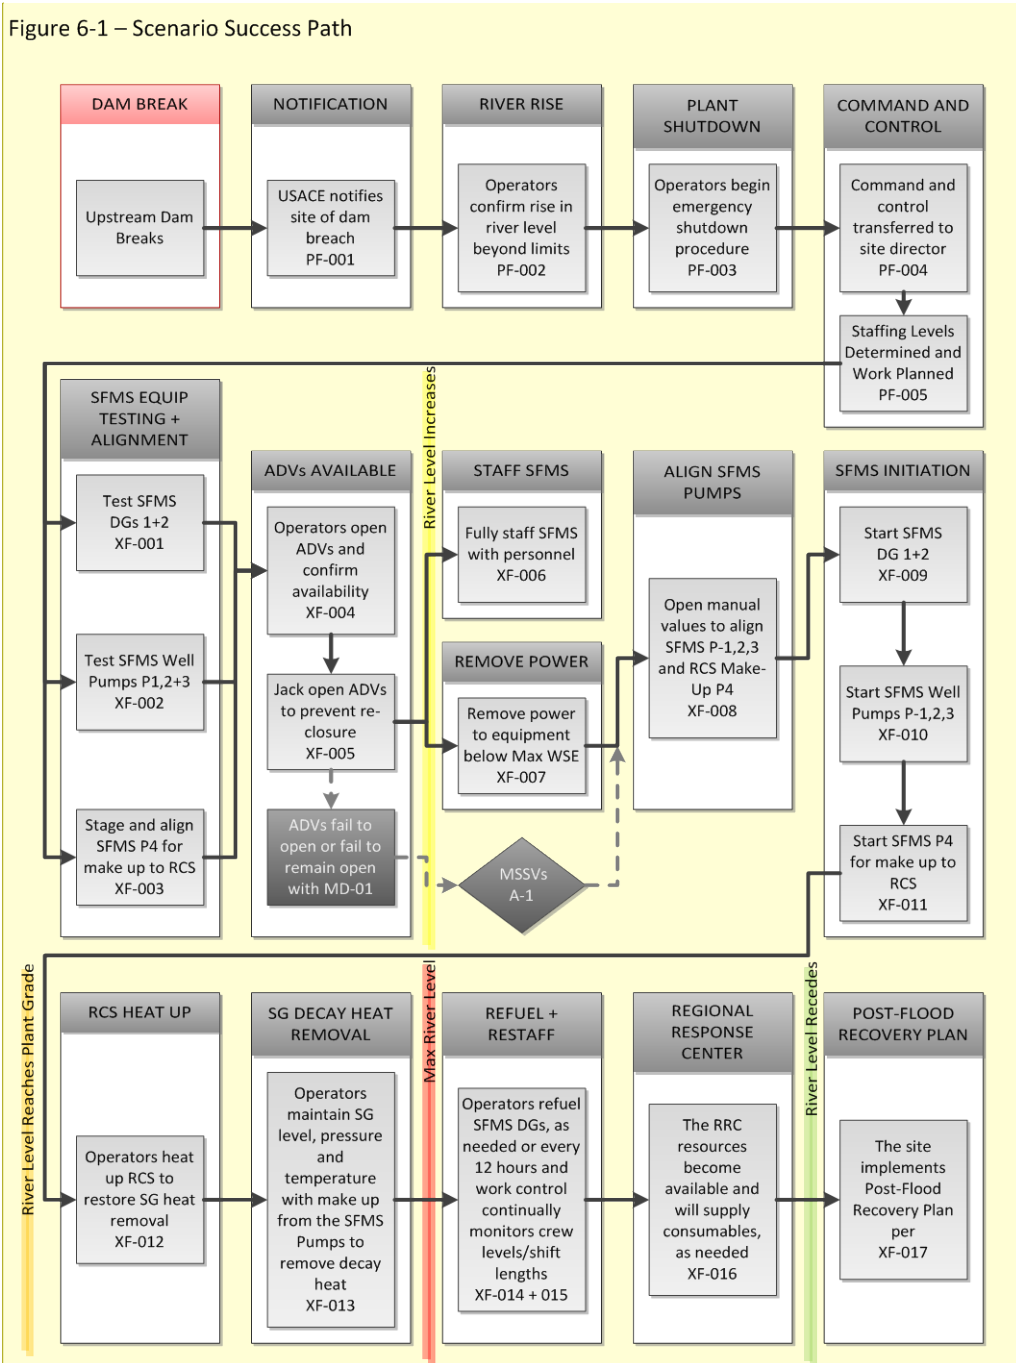 Figure 6-1 – Scenario Success Path
DAM BREAK
Upstream Dam
Breaks
NOTIFICATION
USACE notifies
site of dam
breach
PF-001
RIVER RISE
Operators
confirm rise in
river level
beyond limits
PF-002
PLANT
SHUTDOWN
Operators begin
emergency
shutdown
procedure
PF-003
COMMAND AND
CONTROL
Command and
control
transferred to
site director
PF-004
Staffing Levels
Determined and
Work Planned
PF-005
SFMS EQUIP
TESTING +
ALIGNMENT
Test SFMS
DGs 1+2
XF-001
Test SFMS Well
Pumps P1,2+3
XF-002
Stage and align
SFMS P4 for
make up to RCS
XF-003
ADVs AVAILABLE
Operators open
ADVs and
confirm
availability
XF-004
Jack open ADVs
to prevent re-
closure
XF-005
ADVs fail to
open or fail to
remain open
with MD-01
River Level Increases
STAFF SFMS
Fully staff SFMS
with personnel
XF-006
REMOVE POWER
Remove power
to equipment
below Max WSE
XF-007
MSSVs
A-1
ALIGN SFMS
PUMPS
Open manual
values to align
SFMS P-1,2,3
and RCS Make-
Up P4
XF-008
SFMS INITIATION
Start SFMS
DG 1+2
XF-009
Start SFMS Well
Pumps P-1,2,3
XF-010
Start SFMS P4
for make up to
RCS
XF-011
River Level Reaches Plant Grade
RCS HEAT UP
Operators heat
up RCS to
restore SG heat
removal
XF-012
SG DECAY HEAT
REMOVAL
Operators
maintain SG
level, pressure
and
temperature
with make up
from the SFMS
Pumps to
remove decay
heat
XF-013
Max River Level
REFUEL +
RESTAFF
Operators refuel
SFMS DGs, as
needed or every
12 hours and
work control
continually
monitors crew
levels/shift
lengths
XF-014 + 015
REGIONAL
RESPONSE
CENTER
The RRC
resources
become
available and
will supply
consumables,
as needed
XF-016
River Level Recedes
POST-FLOOD
RECOVERY PLAN
The site
implements
Post-Flood
Recovery Plan
per
XF-017